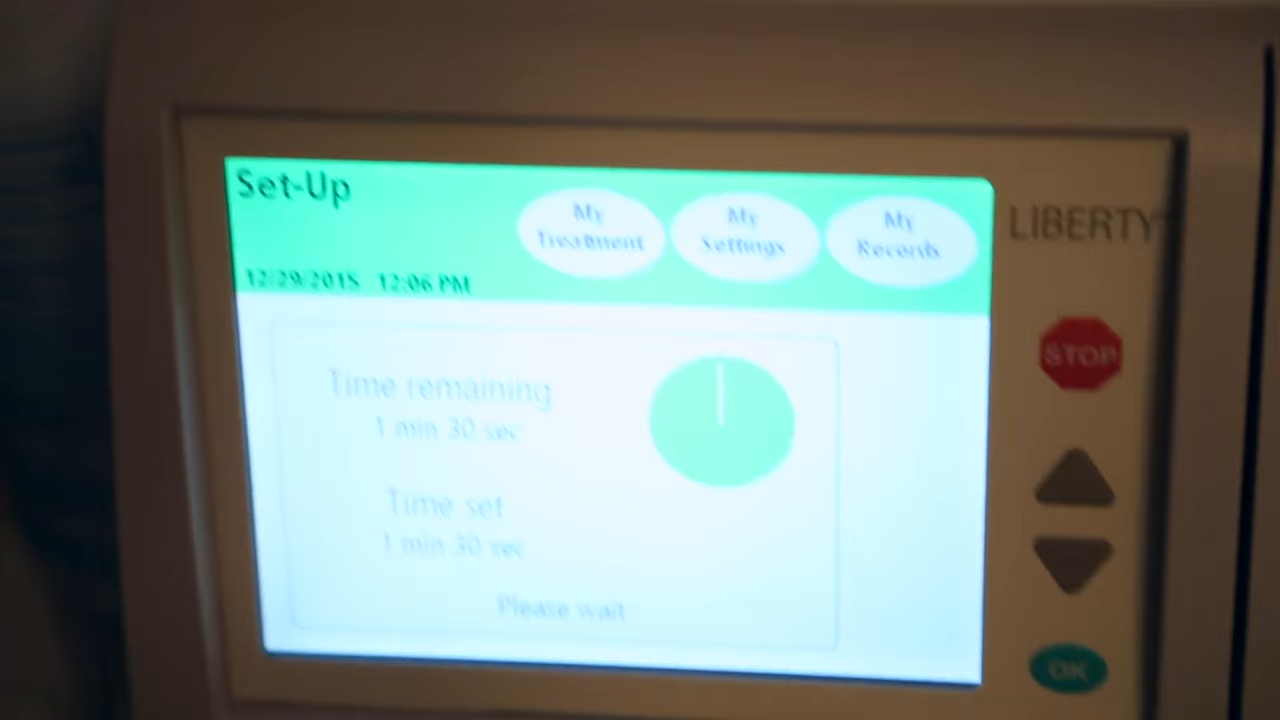 Set-Up
My
Treatment
My
Settings
My
Records
12/29/2015 12:06 PM
LIBERTY
STOP
Time remaining
1 min 30 sec
Time set
1 min 30 sec
Please wait
OK